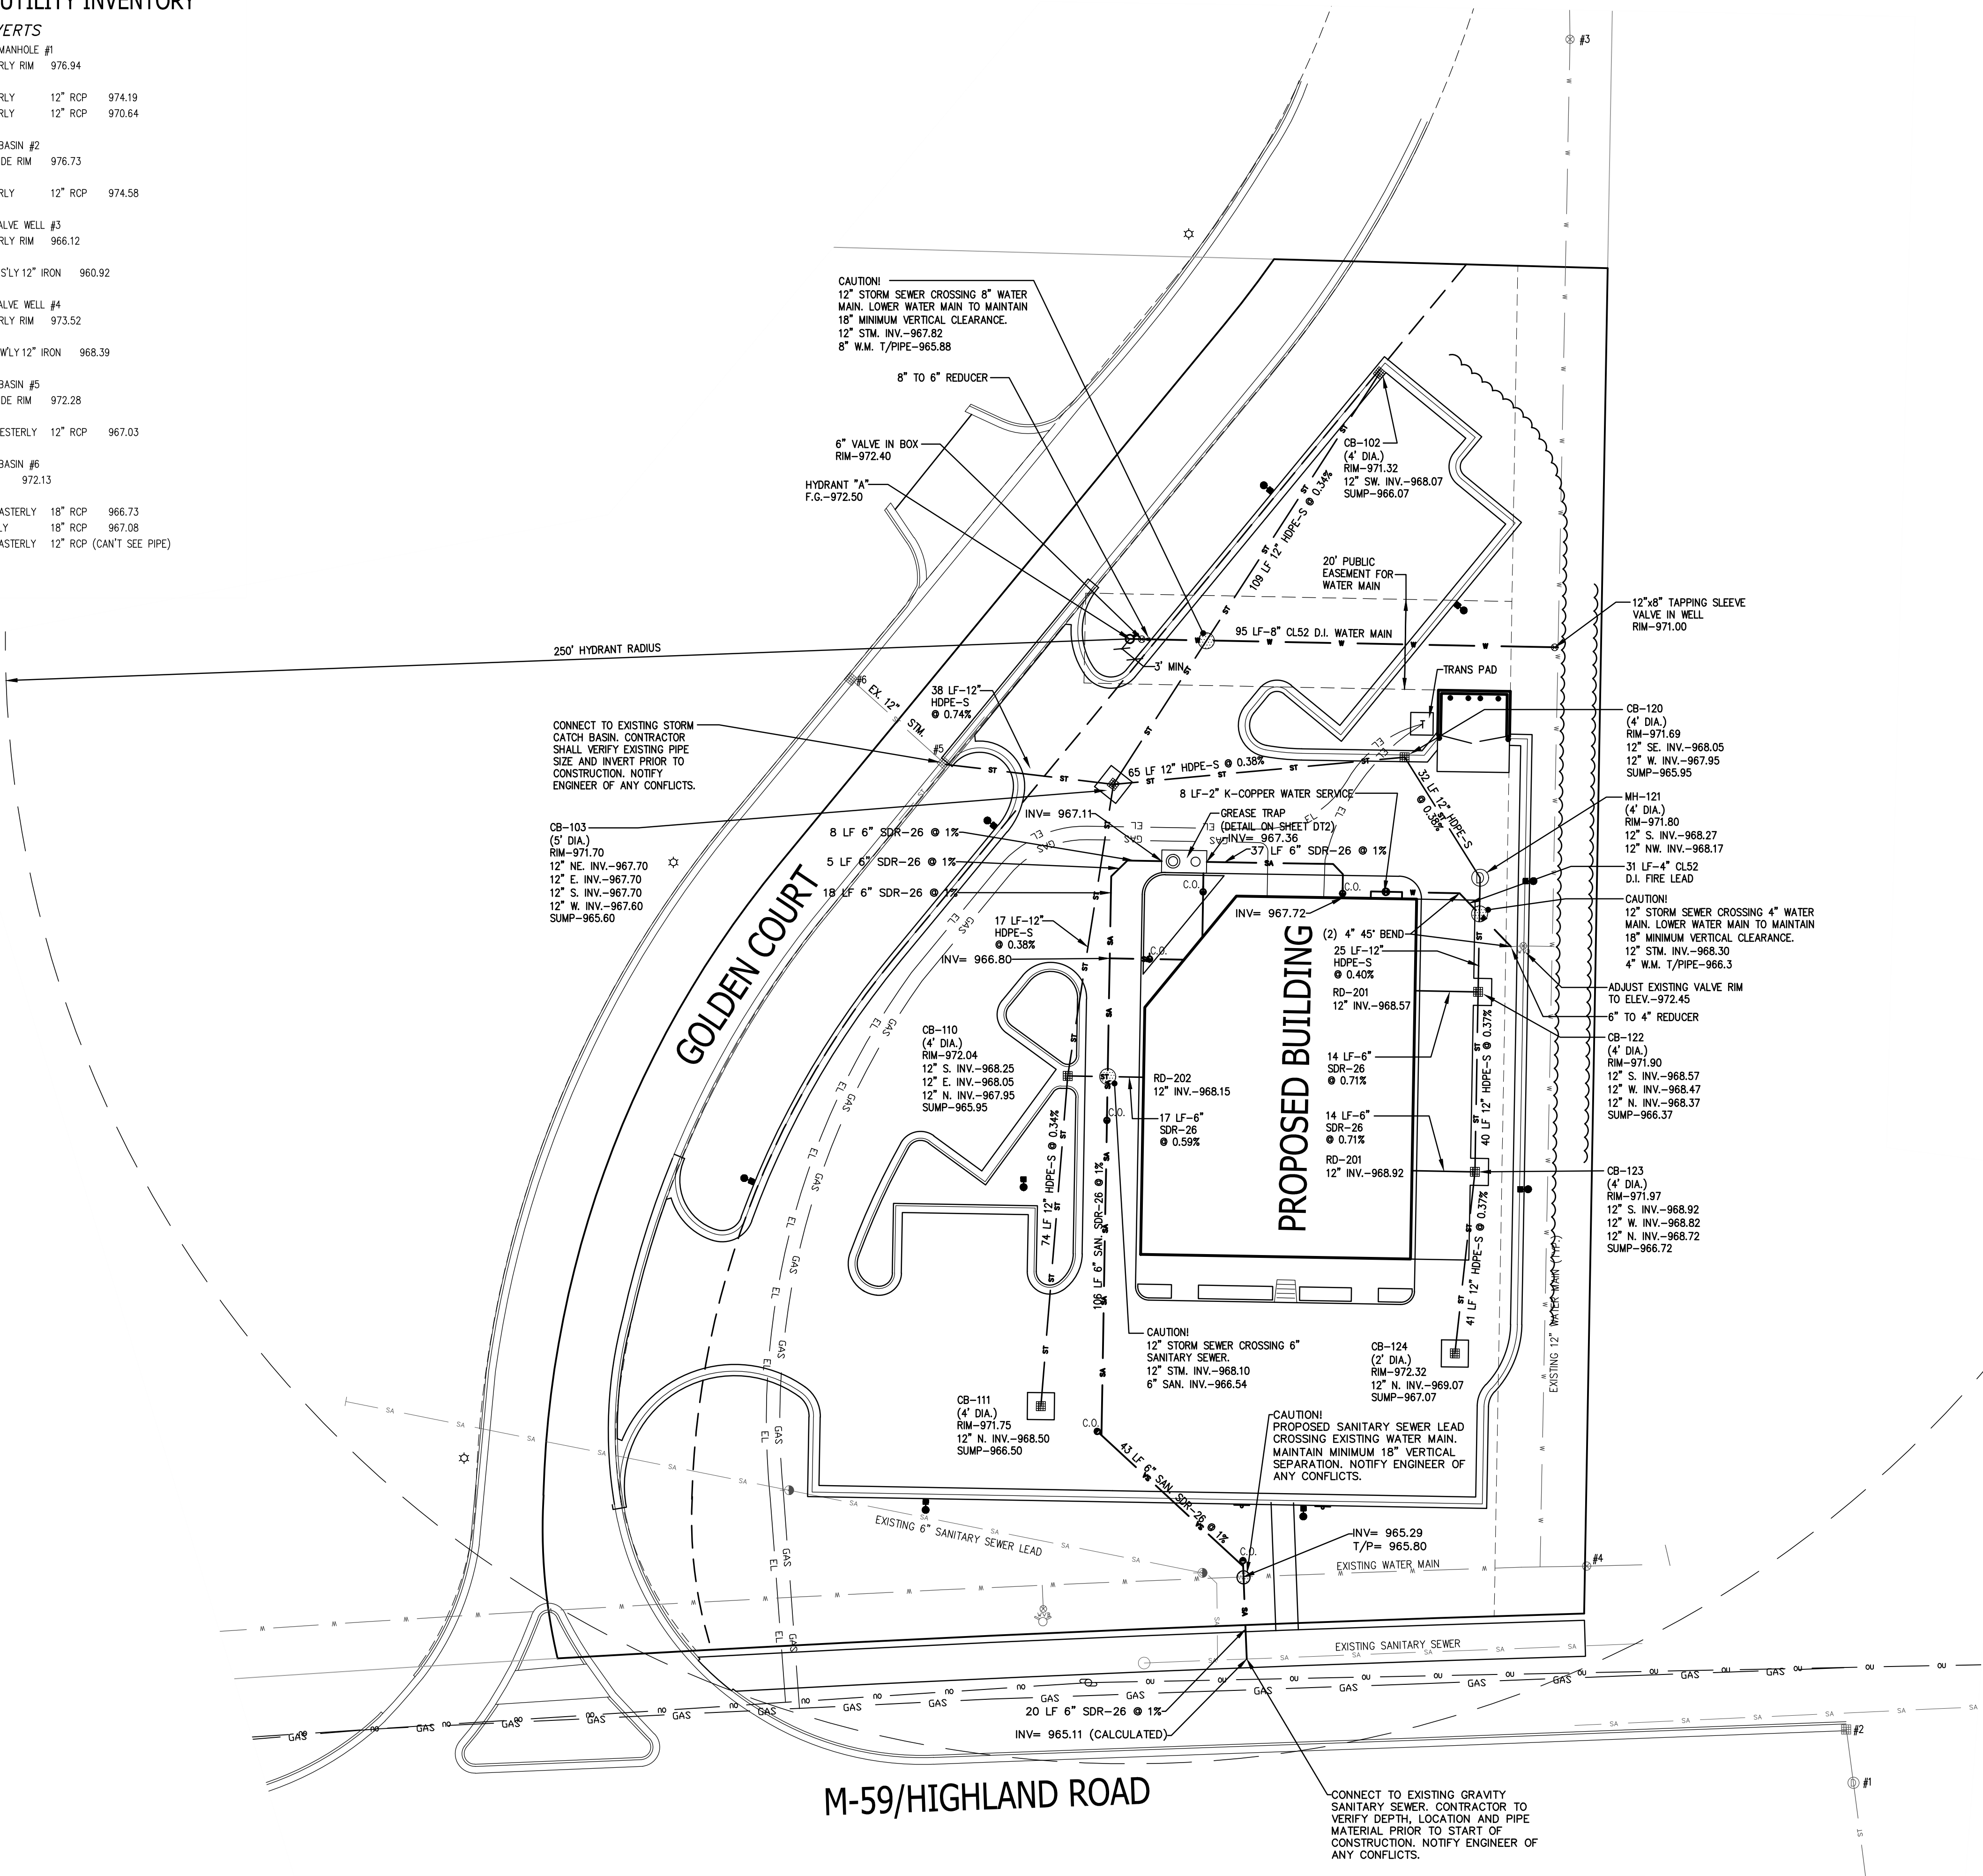 UTILITY INVENTORY
VERTS
MANHOLE #1
RLY RIM 976.94
RLY 12" RCP 974.19
RLY 12" RCP 970.64
BASIN #2
DE RIM 976.73
RLY 12" RCP 974.58
ALVE WELL #3
RLY RIM 966.12
S'LY 12" IRON 960.92
ALVE WELL #4
RLY RIM 973.52
W'LY 12" IRON 968.39
BASIN #5
DE RIM 972.28
ESTERLY 12" RCP 967.03
BASIN #6
972.13
ASTERLY 18" RCP 966.73
LY 18" RCP 967.08
ASTERLY 12" RCP (CAN'T SEE PIPE)
#3
CAUTION!
12" STORM SEWER CROSSING 8" WATER
MAIN. LOWER WATER MAIN TO MAINTAIN
18" MINIMUM VERTICAL CLEARANCE.
12" STM. INV.-967.82
8" W.M. T/PIPE-965.88
8" TO 6" REDUCER
6" VALVE IN BOX
RIM-972.40
HYDRANT "A"
F.G.-972.50
CB-102
(4' DIA.)
RIM-971.32
12" SW. INV.-968.07
SUMP-966.07
109 LF 12" HDPE-S @ 0.34%
20' PUBLIC
EASEMENT FOR
WATER MAIN
12"x8" TAPPING SLEEVE
VALVE IN WELL
RIM-971.00
95 LF-8" CL52 D.I. WATER MAIN
250' HYDRANT RADIUS
3' MIN.
TRANS PAD
T
#6
EX. 12" STM.
#5
38 LF-12"
HDPE-S
@ 0.74%
CONNECT TO EXISTING STORM
CATCH BASIN. CONTRACTOR
SHALL VERIFY EXISTING PIPE
SIZE AND INVERT PRIOR TO
CONSTRUCTION. NOTIFY
ENGINEER OF ANY CONFLICTS.
CB-120
(4' DIA.)
RIM-971.69
12" SE. INV.-968.05
12" W. INV.-967.95
SUMP-965.95
65 LF 12" HDPE-S @ 0.38%
32 LF 12" HDPE-S
@ 0.38%
8 LF-2" K-COPPER WATER SERVICE
MH-121
(4' DIA.)
RIM-971.80
12" S. INV.-968.27
12" NW. INV.-968.17
INV= 967.11
GREASE TRAP
(DETAIL ON SHEET DT2)
INV= 967.36
37 LF 6" SDR-26 @ 1%
8 LF 6" SDR-26 @ 1%
5 LF 6" SDR-26 @ 1%
18 LF 6" SDR-26 @ 1%
CB-103
(5' DIA.)
RIM-971.70
12" NE. INV.-967.70
12" E. INV.-967.70
12" S. INV.-967.70
12" W. INV.-967.60
SUMP-965.60
31 LF-4" CL52
D.I. FIRE LEAD
C.O.
C.O.
INV= 967.72
CAUTION!
12" STORM SEWER CROSSING 4" WATER
MAIN. LOWER WATER MAIN TO MAINTAIN
18" MINIMUM VERTICAL CLEARANCE.
12" STM. INV.-968.30
4" W.M. T/PIPE-966.3
17 LF-12"
HDPE-S
@ 0.38%
INV= 966.80
C.O.
(2) 4" 45° BEND
25 LF-12"
HDPE-S
@ 0.40%
RD-201
12" INV.-968.57
ADJUST EXISTING VALVE RIM
TO ELEV.-972.45
6" TO 4" REDUCER
GOLDEN COURT
PROPOSED BUILDING
CB-110
(4' DIA.)
RIM-972.04
12" S. INV.-968.25
12" E. INV.-968.05
12" N. INV.-967.95
SUMP-965.95
CB-122
(4' DIA.)
RIM-971.90
12" S. INV.-968.57
12" W. INV.-968.47
12" N. INV.-968.37
SUMP-966.37
14 LF-6"
SDR-26
@ 0.71%
40 LF 12" HDPE-S @ 0.37%
RD-202
12" INV.-968.15
17 LF-6"
SDR-26
@ 0.59%
C.O.
14 LF-6"
SDR-26
@ 0.71%
RD-201
12" INV.-968.92
CB-123
(4' DIA.)
RIM-971.97
12" S. INV.-968.92
12" W. INV.-968.82
12" N. INV.-968.72
SUMP-966.72
74 LF 12" HDPE-S @ 0.34%
106 LF 6" SAN. SDR-26 @ 1%
41 LF 12" HDPE-S @ 0.37%
EXISTING 12" WATER MAIN (TYP.)
CAUTION!
12" STORM SEWER CROSSING 6"
SANITARY SEWER.
12" STM. INV.-968.10
6" SAN. INV.-966.54
CB-124
(2' DIA.)
RIM-972.32
12" N. INV.-969.07
SUMP-967.07
CB-111
(4' DIA.)
RIM-971.75
12" N. INV.-968.50
SUMP-966.50
C.O.
CAUTION!
PROPOSED SANITARY SEWER LEAD
CROSSING EXISTING WATER MAIN.
MAINTAIN MINIMUM 18" VERTICAL
SEPARATION. NOTIFY ENGINEER OF
ANY CONFLICTS.
43 LF 6" SAN. SDR-26 @ 1%
EXISTING 6" SANITARY SEWER LEAD
C.O.
INV= 965.29
T/P= 965.80
EXISTING WATER MAIN
#4
EXISTING SANITARY SEWER
20 LF 6" SDR-26 @ 1%
INV= 965.11 (CALCULATED)
#2
#1
M-59/HIGHLAND ROAD
CONNECT TO EXISTING GRAVITY
SANITARY SEWER. CONTRACTOR TO
VERIFY DEPTH, LOCATION AND PIPE
MATERIAL PRIOR TO START OF
CONSTRUCTION. NOTIFY ENGINEER OF
ANY CONFLICTS.